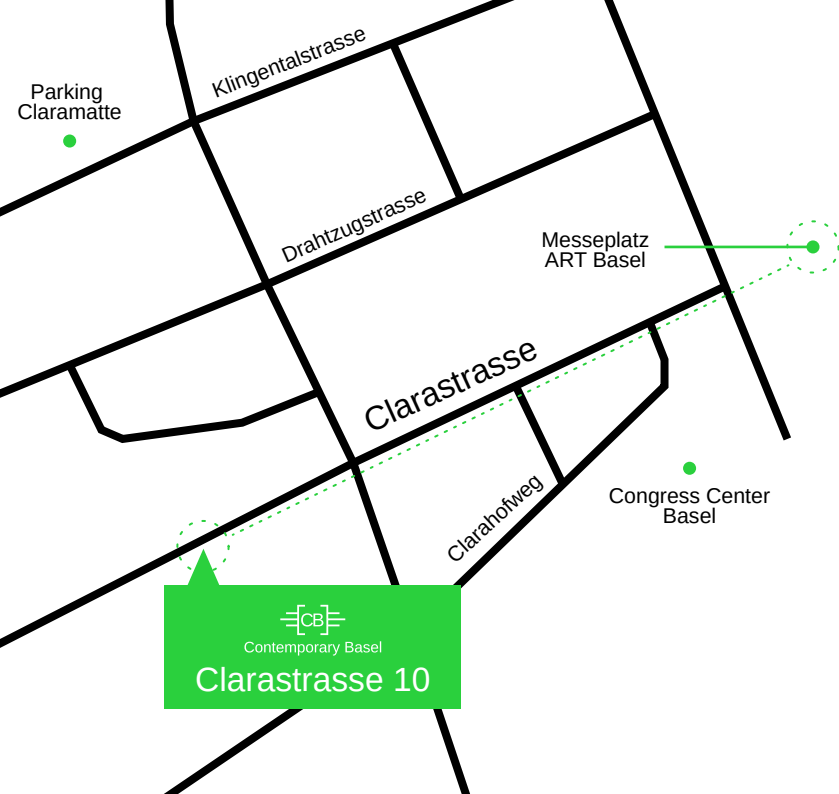 Klingentalstrasse
Parking
Claramatte
Drahtzugstrasse
Messeplatz
ART Basel
Clarastrasse
Clarahofweg
Congress Center
Basel
CB
Contemporary Basel
Clarastrasse 10